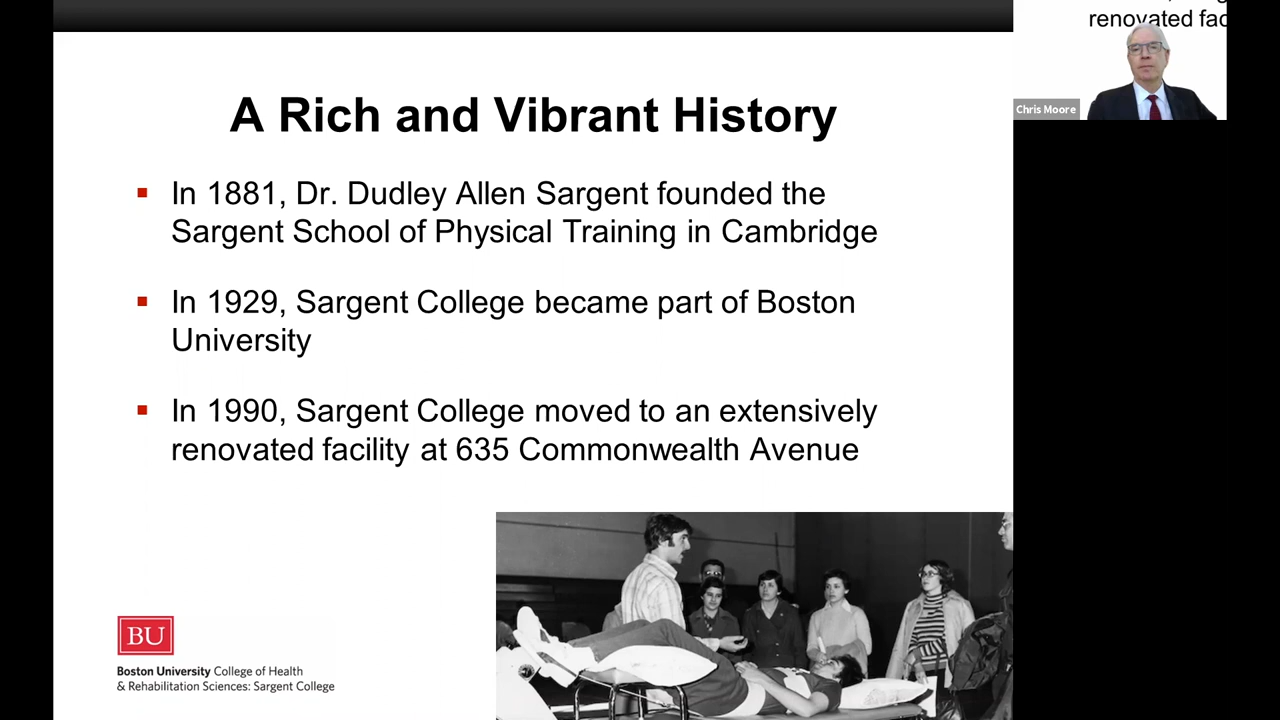 A Rich and Vibrant History
In 1881, Dr. Dudley Allen Sargent founded the
Sargent School of Physical Training in Cambridge
In 1929, Sargent College became part of Boston
University
In 1990, Sargent College moved to an extensively
renovated facility at 635 Commonwealth Avenue
BU
Boston University College of Health
& Rehabilitation Sciences: Sargent College
renovated fac
Chris Moore